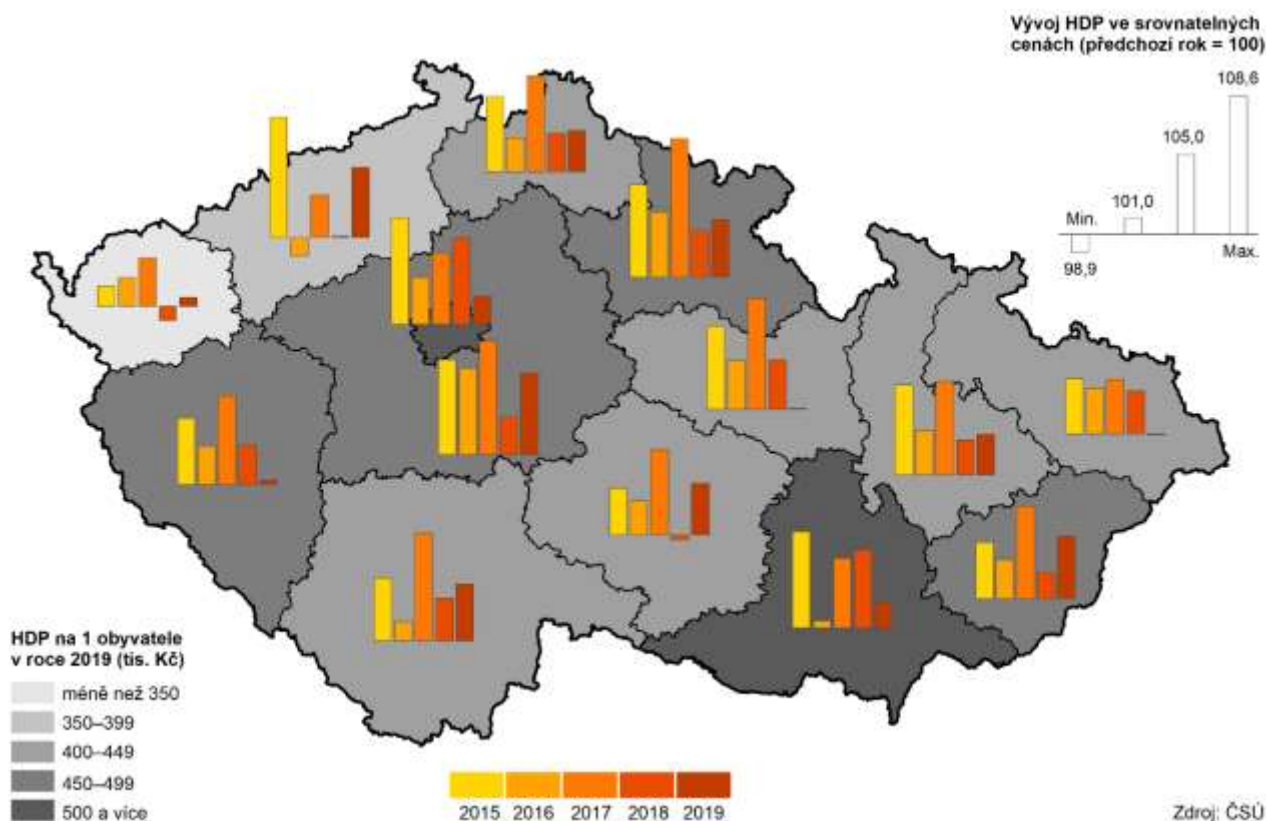 Vývoj HDP ve srovnatelných
cenách (předchozí rok = 100)
108,6
105,0
101,0
Min.
98,9
Max.
HDP na 1 obyvatele
v roce 2019 (tis. Kč)
méně než 350
350–399
400–449
450–499
500 a více
2015 2016 2017 2018 2019
Zdroj: ČSÚ